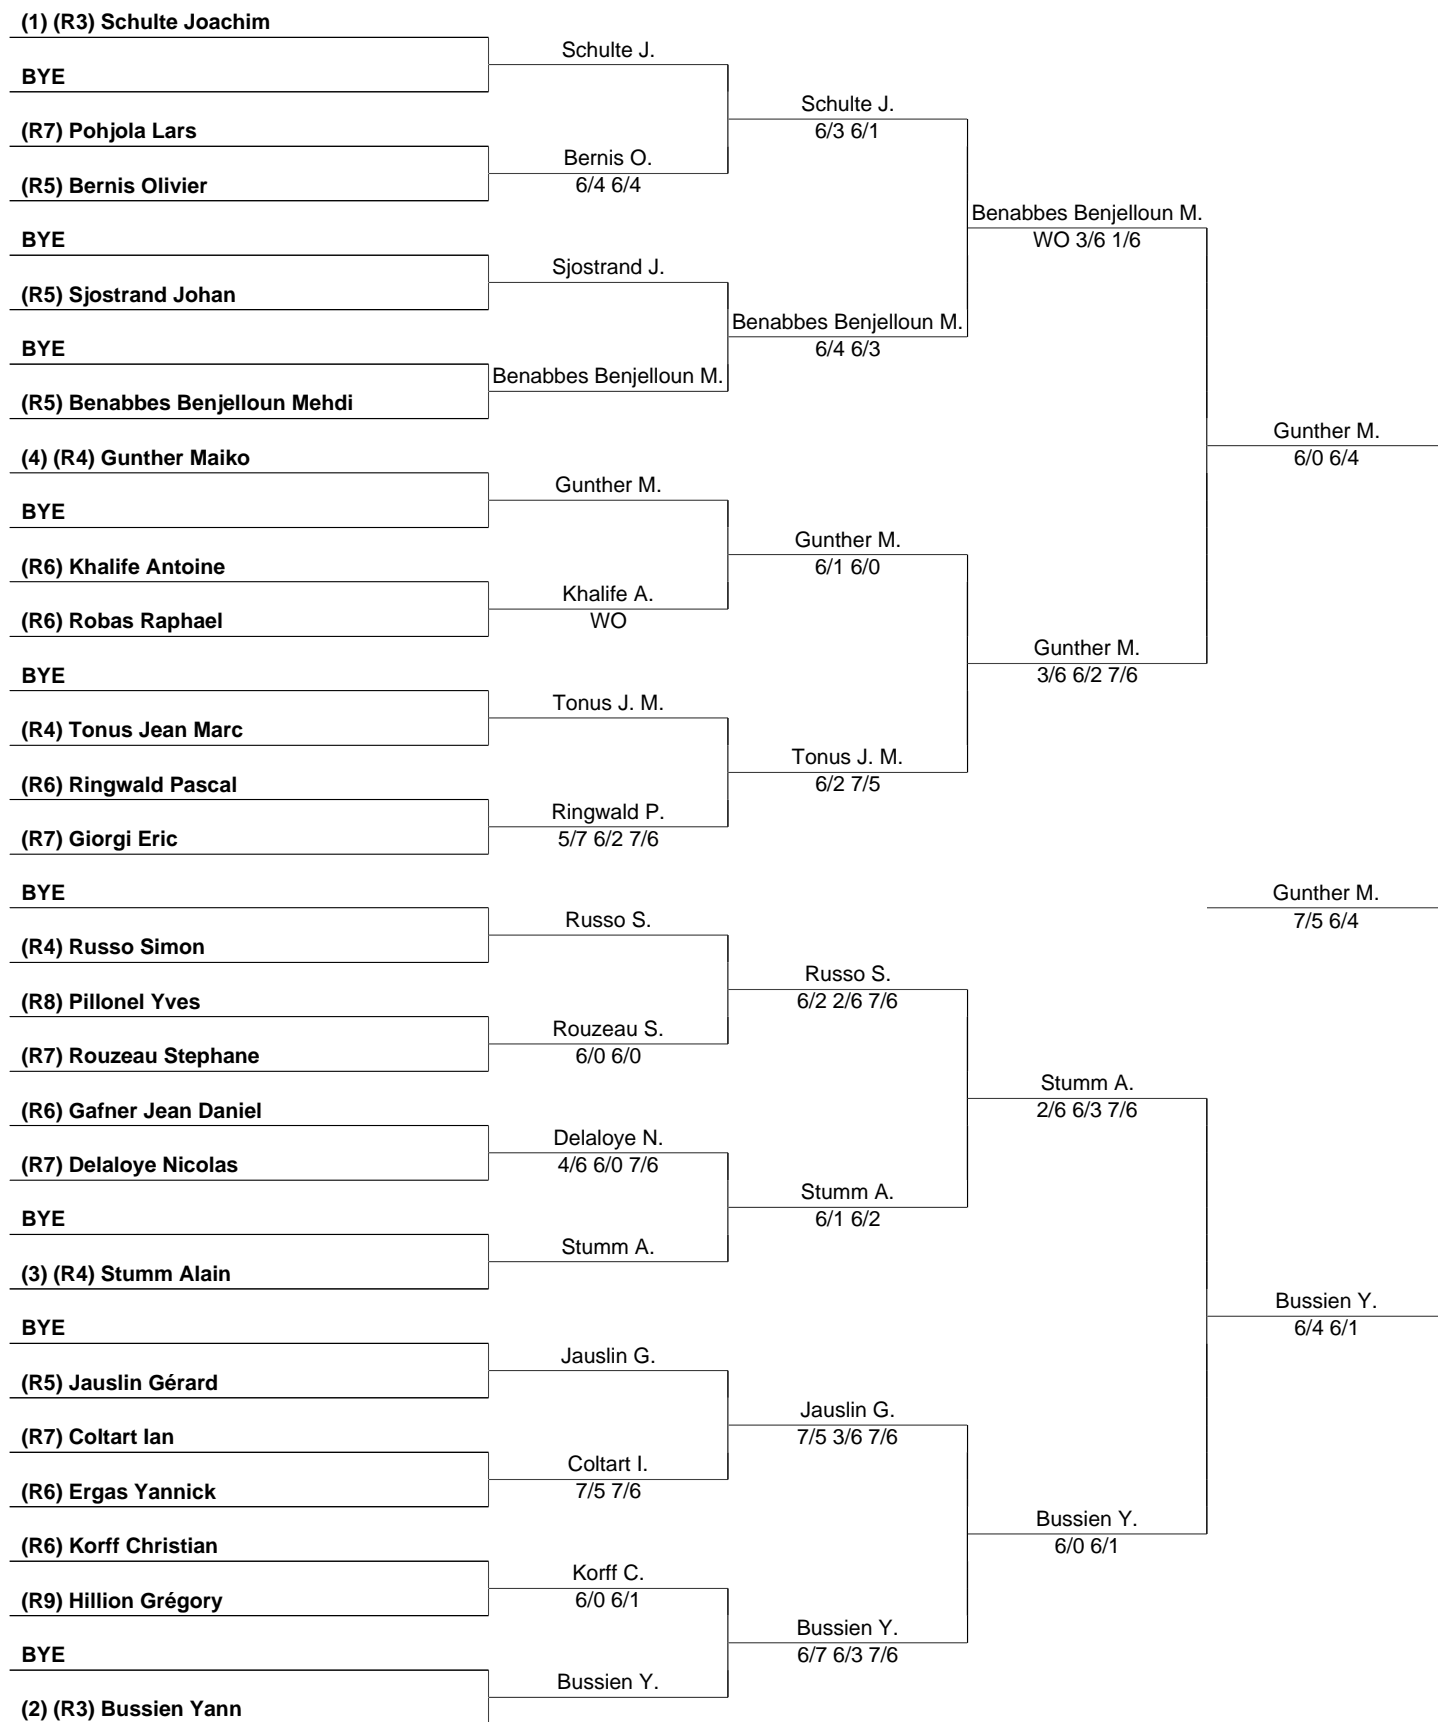 (1) (R3) Schulte Joachim
Schulte J.
BYE
Schulte J.
6/3 6/1
(R7) Pohjola Lars
Bernis O.
6/4 6/4
(R5) Bernis Olivier
Benabbes Benjelloun M.
WO 3/6 1/6
BYE
Sjostrand J.
(R5) Sjostrand Johan
Benabbes Benjelloun M.
6/4 6/3
BYE
Benabbes Benjelloun M.
(R5) Benabbes Benjelloun Mehdi
Gunther M.
6/0 6/4
(4) (R4) Gunther Maiko
Gunther M.
BYE
Gunther M.
6/1 6/0
(R6) Khalife Antoine
Khalife A.
WO
(R6) Robas Raphael
Gunther M.
3/6 6/2 7/6
BYE
Tonus J. M.
(R4) Tonus Jean Marc
Tonus J. M.
6/2 7/5
(R6) Ringwald Pascal
Ringwald P.
5/7 6/2 7/6
(R7) Giorgi Eric
BYE
Gunther M.
7/5 6/4
Russo S.
(R4) Russo Simon
Russo S.
6/2 2/6 7/6
(R8) Pillonel Yves
Rouzeau S.
6/0 6/0
(R7) Rouzeau Stephane
Stumm A.
2/6 6/3 7/6
(R6) Gafner Jean Daniel
Delaloye N.
4/6 6/0 7/6
(R7) Delaloye Nicolas
Stumm A.
6/1 6/2
BYE
Stumm A.
(3) (R4) Stumm Alain
Bussien Y.
6/4 6/1
BYE
Jauslin G.
(R5) Jauslin Gérard
Jauslin G.
7/5 3/6 7/6
(R7) Coltart Ian
Coltart I.
7/5 7/6
(R6) Ergas Yannick
Bussien Y.
6/0 6/1
(R6) Korff Christian
Korff C.
6/0 6/1
(R9) Hillion Grégory
Bussien Y.
6/7 6/3 7/6
BYE
Bussien Y.
(2) (R3) Bussien Yann